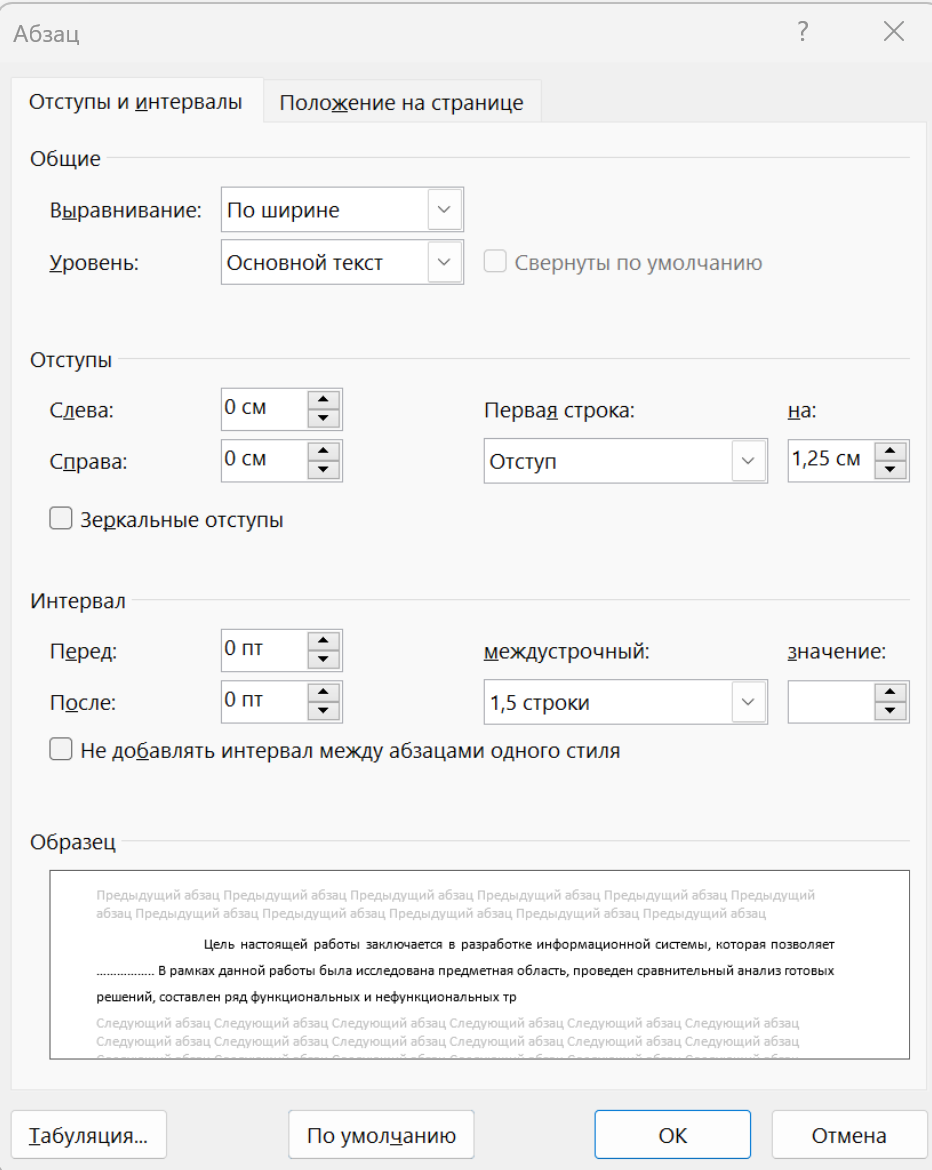 Абзац ?
Отступы и интервалы Положение на странице
Общие
Выравнивание: По ширине
Уровень: Основной текст Свернуты по умолчанию
Отступы
Слева: 0 см Первая строка: на:
Справа: 0 см Отступ 1,25 см
Зеркальные отступы
Интервал
Перед: 0 пт междустрочный: значение:
После: 0 пт 1,5 строки
Не добавлять интервал между абзацами одного стиля
Образец
Предыдущий абзац Предыдущий абзац Предыдущий абзац Предыдущий абзац Предыдущий абзац Предыдущий
абзац Предыдущий абзац Предыдущий абзац Предыдущий абзац Предыдущий абзац Предыдущий абзац
Цель настоящей работы заключается в разработке информационной системы, которая позволяет
................ В рамках данной работы была исследована предметная область, проведен сравнительный анализ готовых
решений, составлен ряд функциональных и нефункциональных тр
Следующий абзац Следующий абзац Следующий абзац Следующий абзац Следующий абзац Следующий абзац
Следующий абзац Следующий абзац Следующий абзац Следующий абзац Следующий абзац Следующий абзац
Табуляция... По умолчанию ОК Отмена